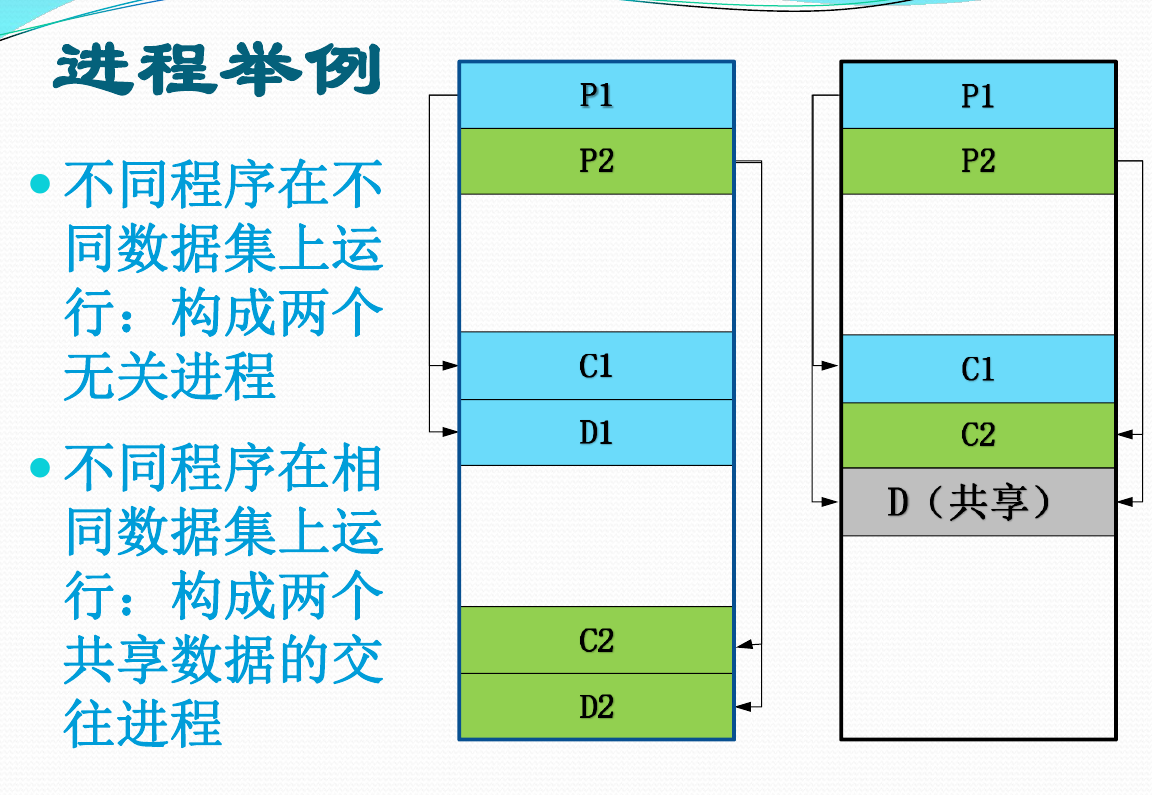 进程举例
•不同程序在不
同数据集上运
行：构成两个
无关进程
•不同程序在相
同数据集上运
行：构成两个
共享数据的交
往进程
P1
P2
C1
D1
C2
D2
P1
P2
C1
C2
D（共享）